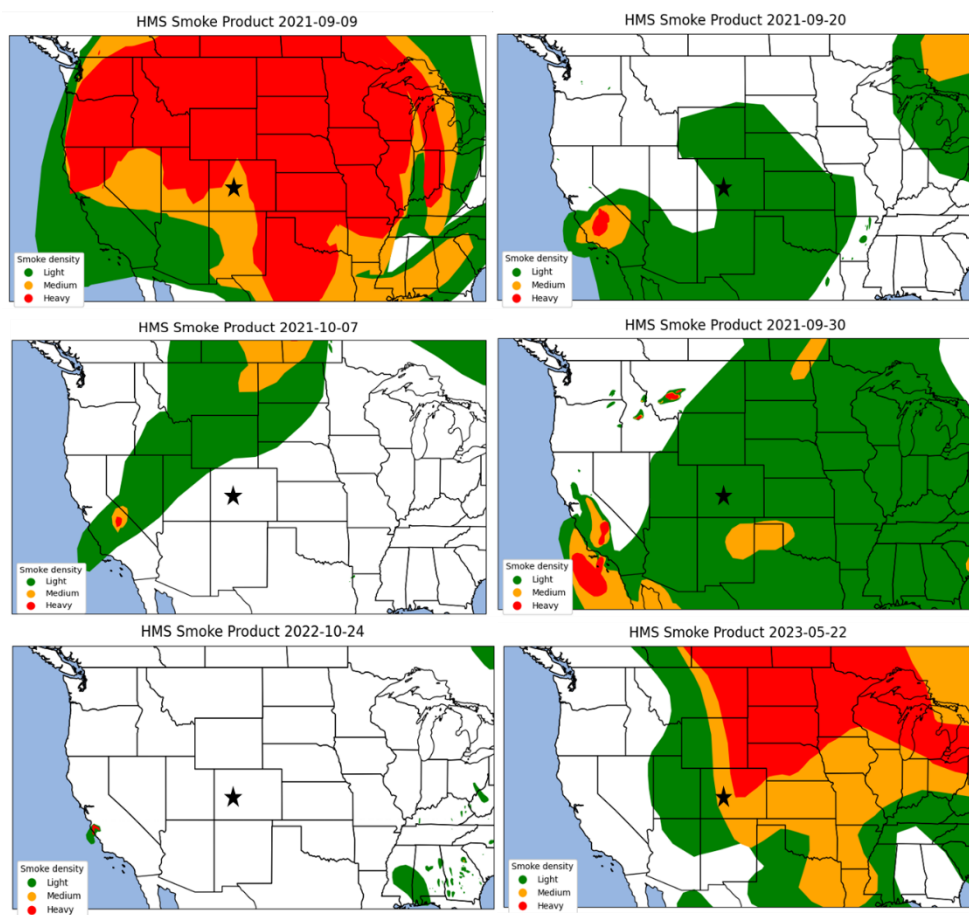 HMS Smoke Product 2021-09-09
Smoke density
Light
Medium
Heavy
HMS Smoke Product 2021-09-20
Smoke density
Light
Medium
Heavy
HMS Smoke Product 2021-10-07
Smoke density
Light
Medium
Heavy
HMS Smoke Product 2021-09-30
Smoke density
Light
Medium
Heavy
HMS Smoke Product 2022-10-24
Smoke density
Light
Medium
Heavy
HMS Smoke Product 2023-05-22
Smoke density
Light
Medium
Heavy